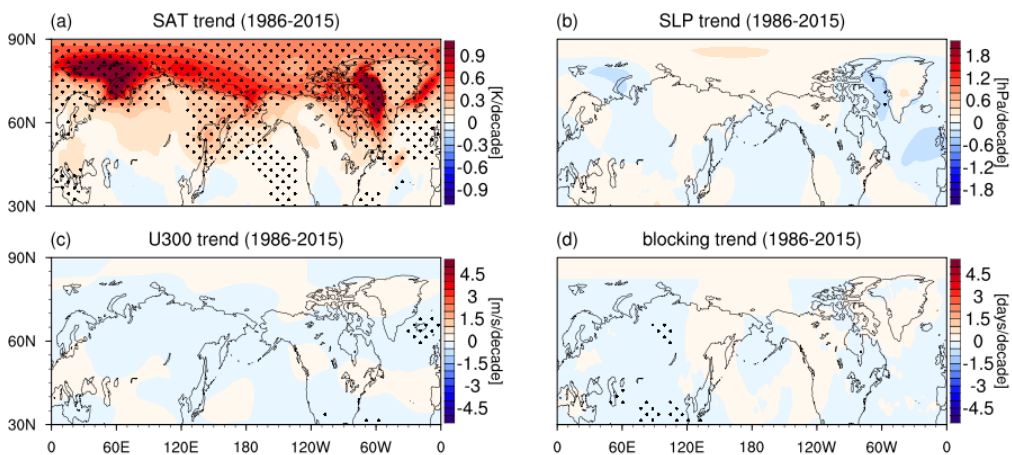 (a) SAT trend (1986-2015)
90N
60N
30N
0.9
0.6
0.3
0
-0.3
-0.6
-0.9
[K/decade]
(b) SLP trend (1986-2015)
1.8
1.2
0.6
0
-0.6
-1.2
-1.8
[hPa/decade]
(c) U300 trend (1986-2015)
90N
60N
30N
0 60E 120E 180 120W 60W 0
4.5
3
1.5
0
-1.5
-3
-4.5
[m/s/decade]
(d) blocking trend (1986-2015)
0 60E 120E 180 120W 60W 0
4.5
3
1.5
0
-1.5
-3
-4.5
[days/decade]